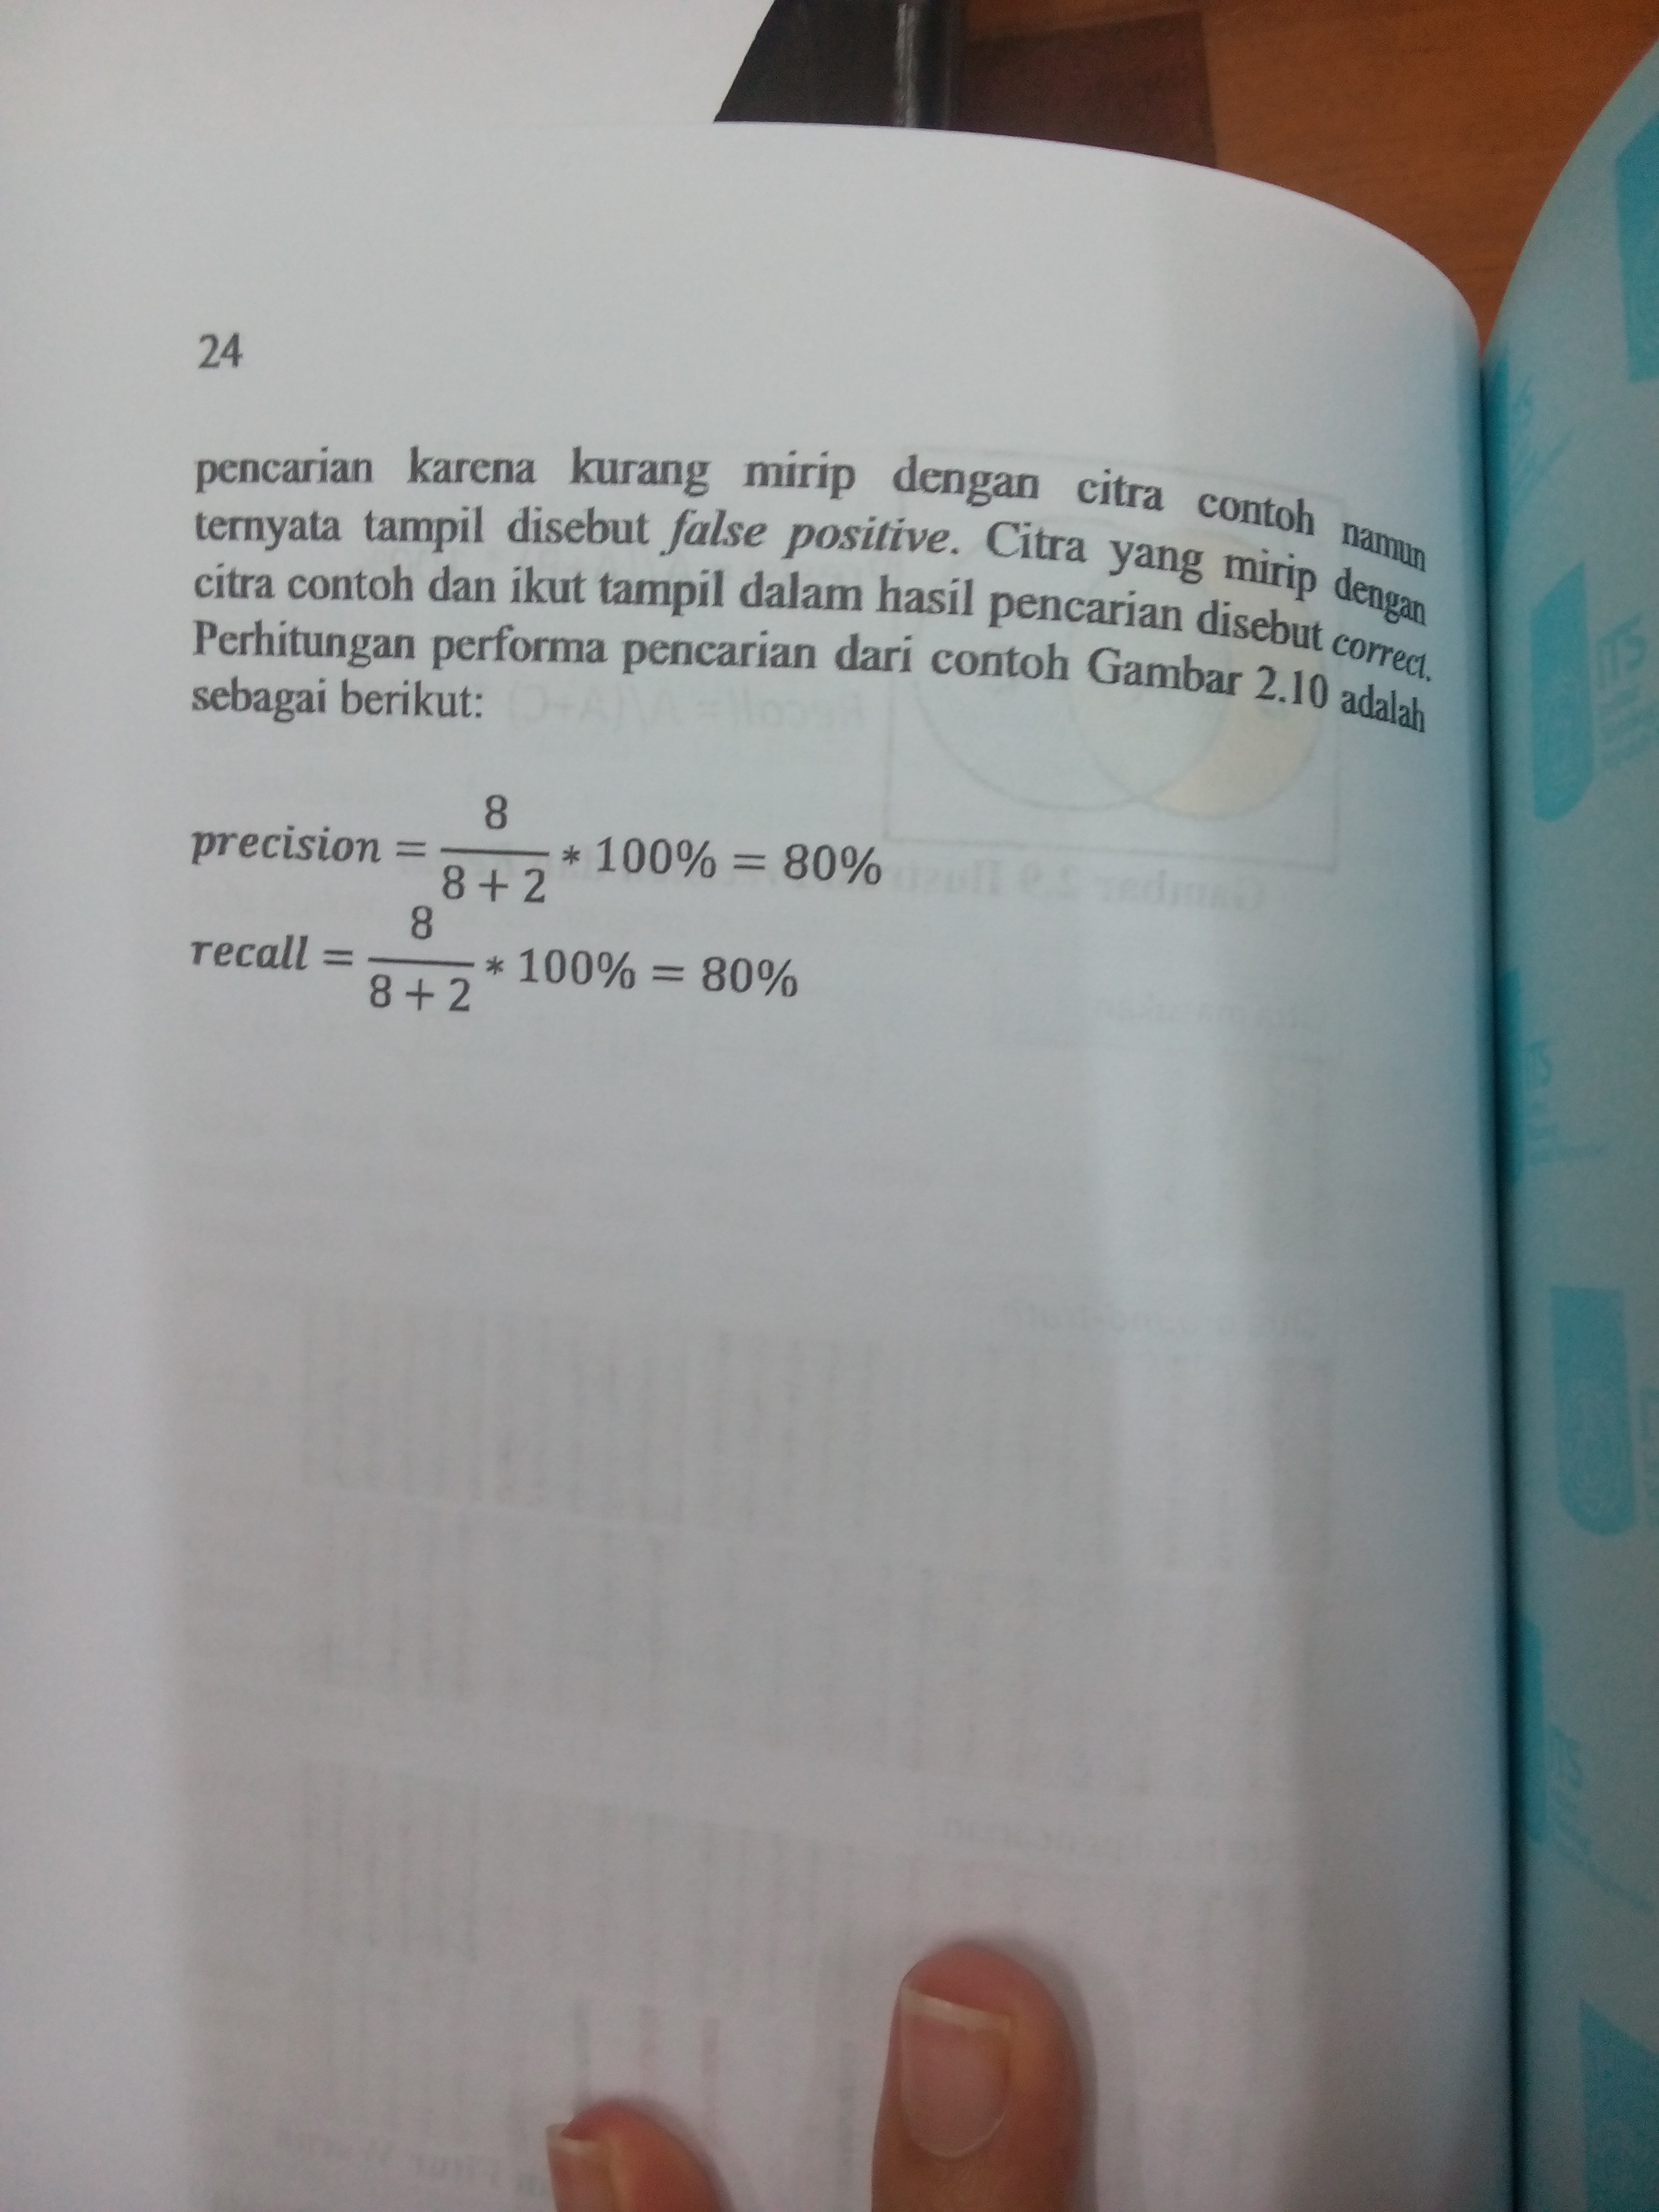 24
pencarian karena kurang mirip dengan citra contoh namun
ternyata tampil disebut false positive. Citra yang mirip dengan
citra contoh dan ikut tampil dalam hasil pencarian disebut correct.
Perhitungan performa pencarian dari contoh Gambar 2.10 adalah
sebagai berikut:
precision = 8 / (8 + 2) * 100% = 80%
recall = 8 / (8 + 2) * 100% = 80%